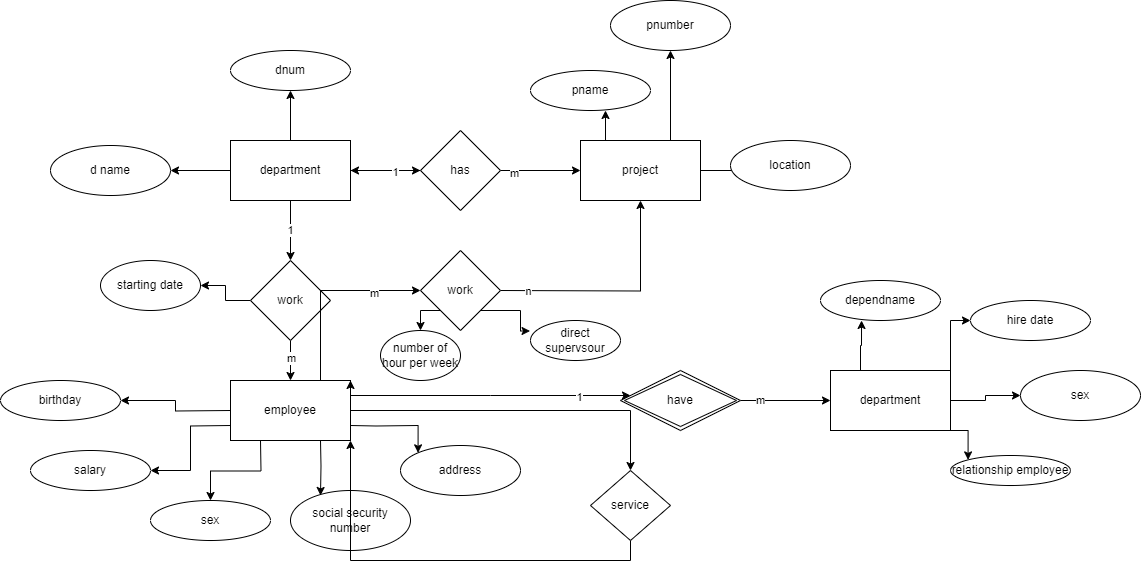 pnumber
dnum
pname
d name
department
1
has
m
project
location
1
starting date
work
m
work
n
dependname
hire date
number of
hour per week
direct
supervsour
m
birthday
employee
1
have
m
department
sex
salary
address
relationship employee
sex
social security
number
service